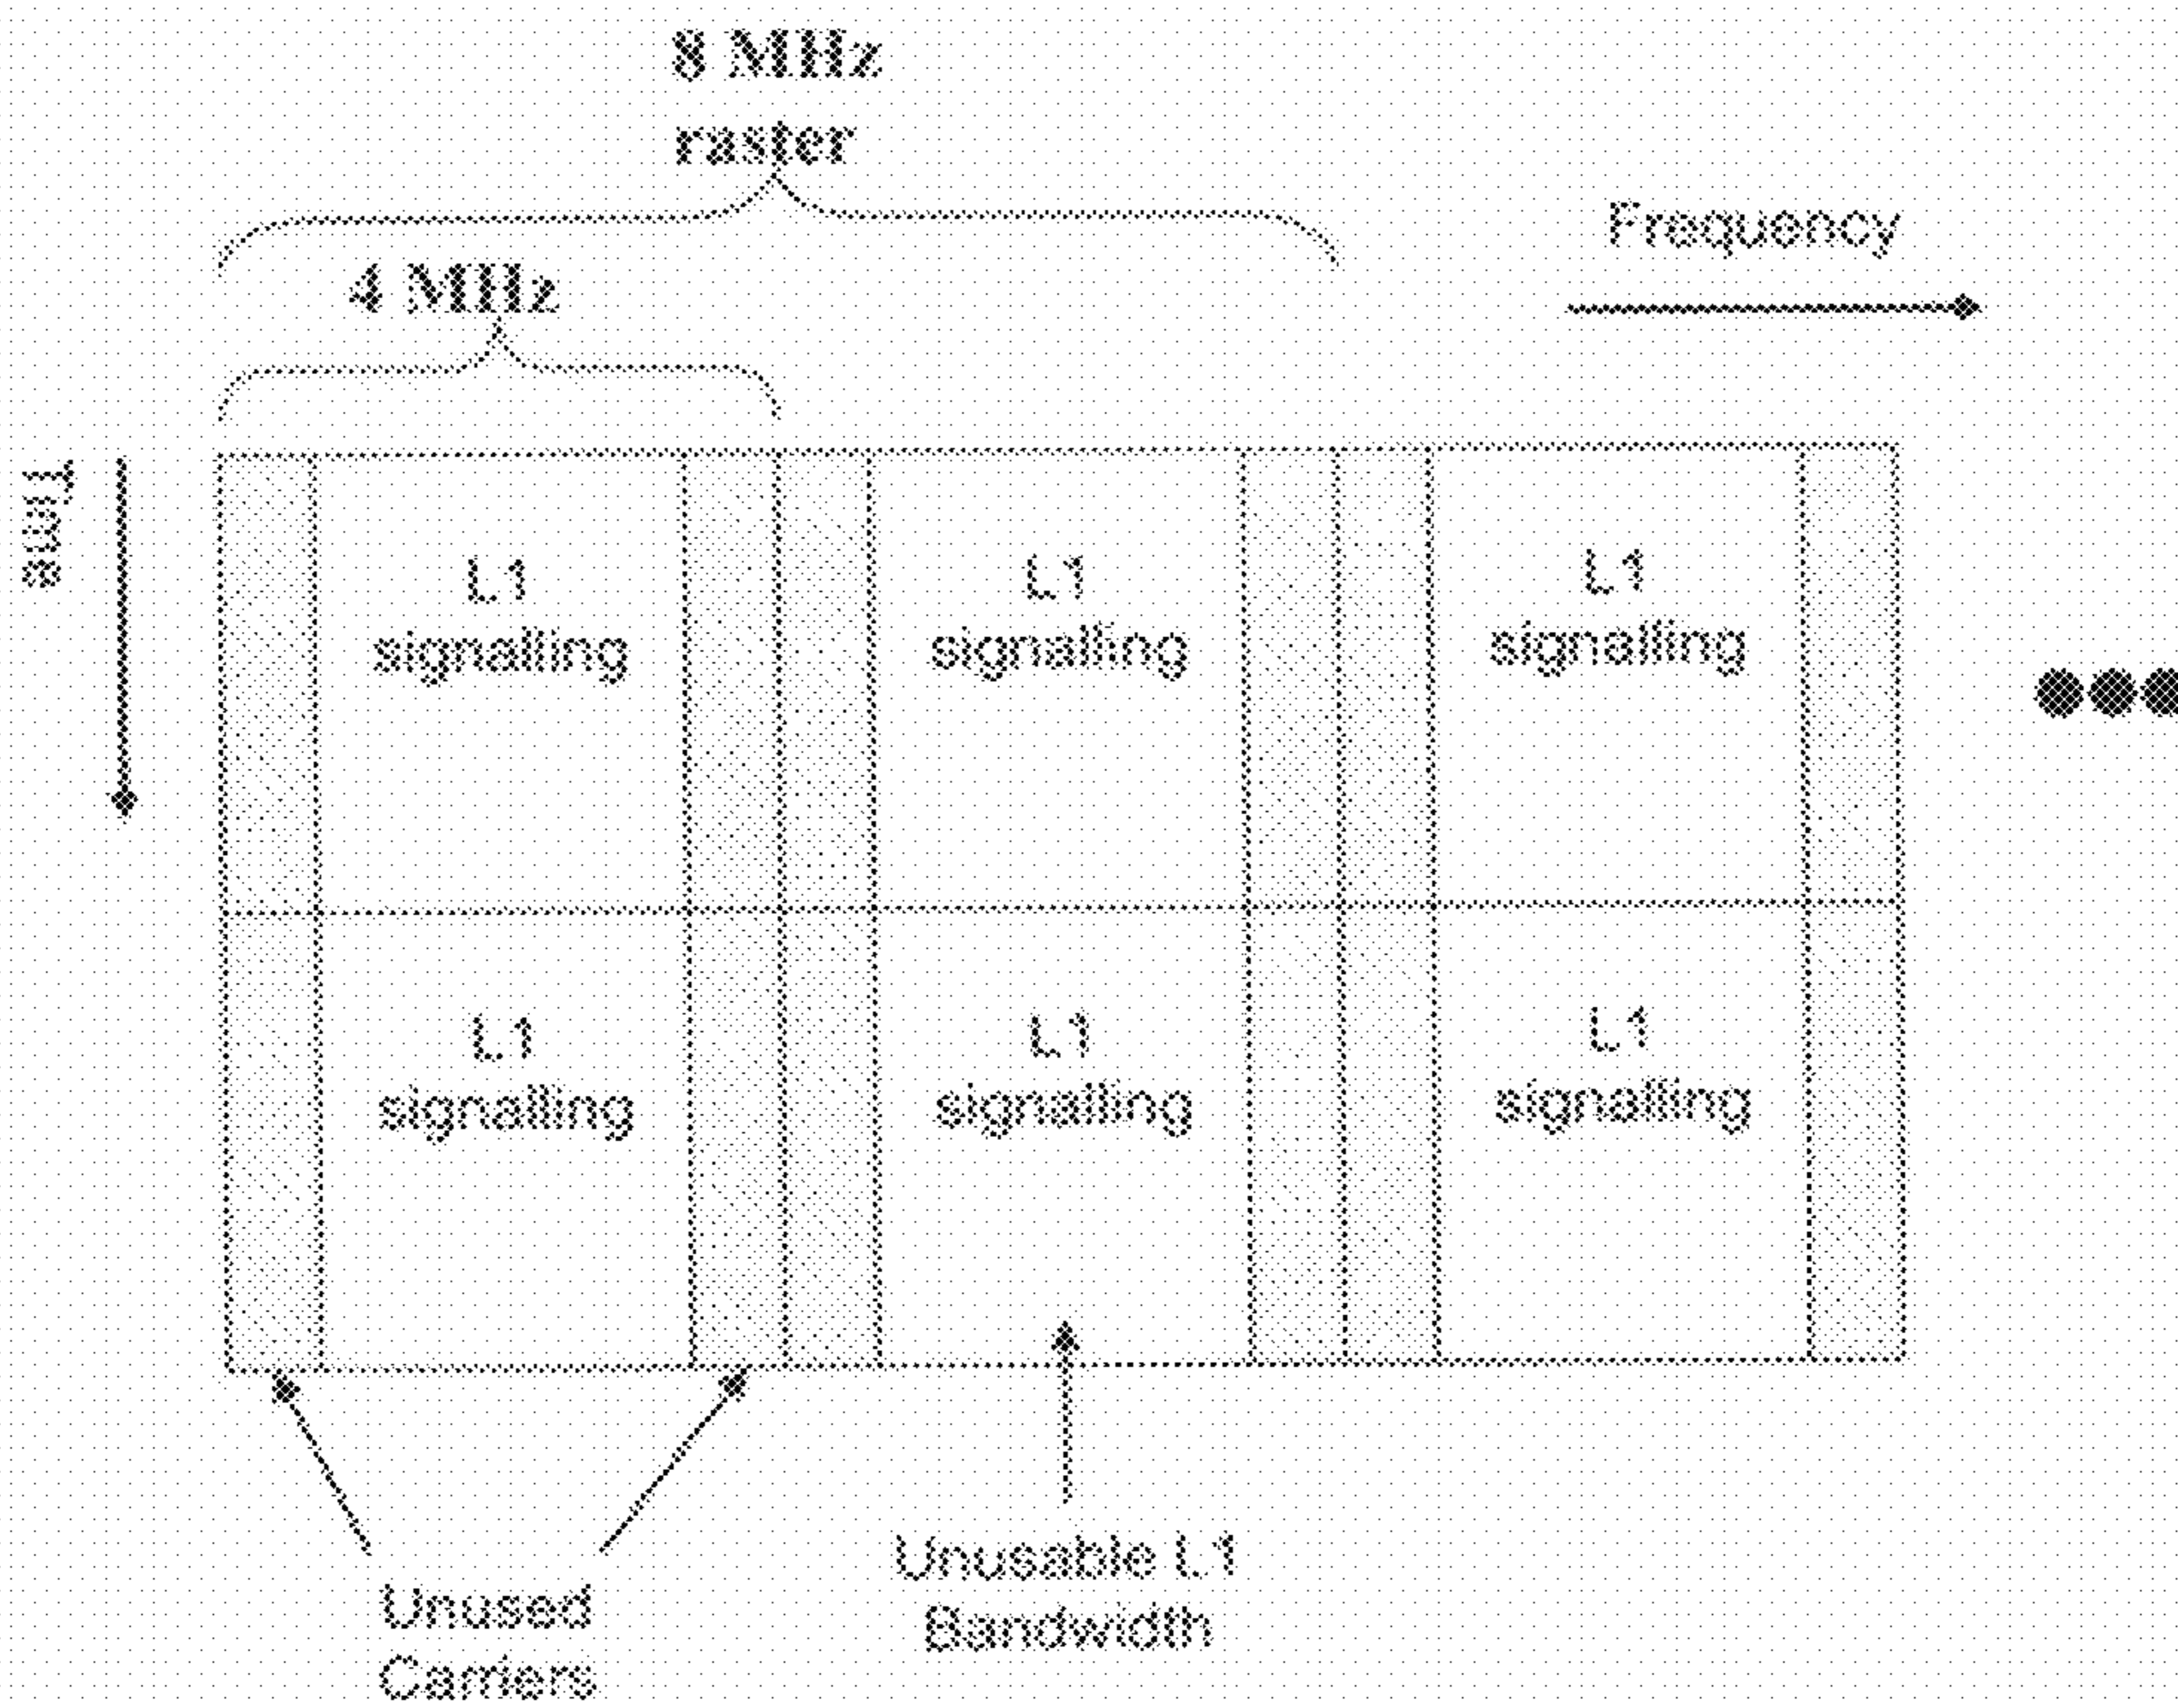 8 MHz
raster
Frequency
4 MHz
Time
L1
signalling
L1
signalling
L1
signalling
L1
signalling
L1
signalling
L1
signalling
Unused
Carriers
Unusable L1
Bandwidth